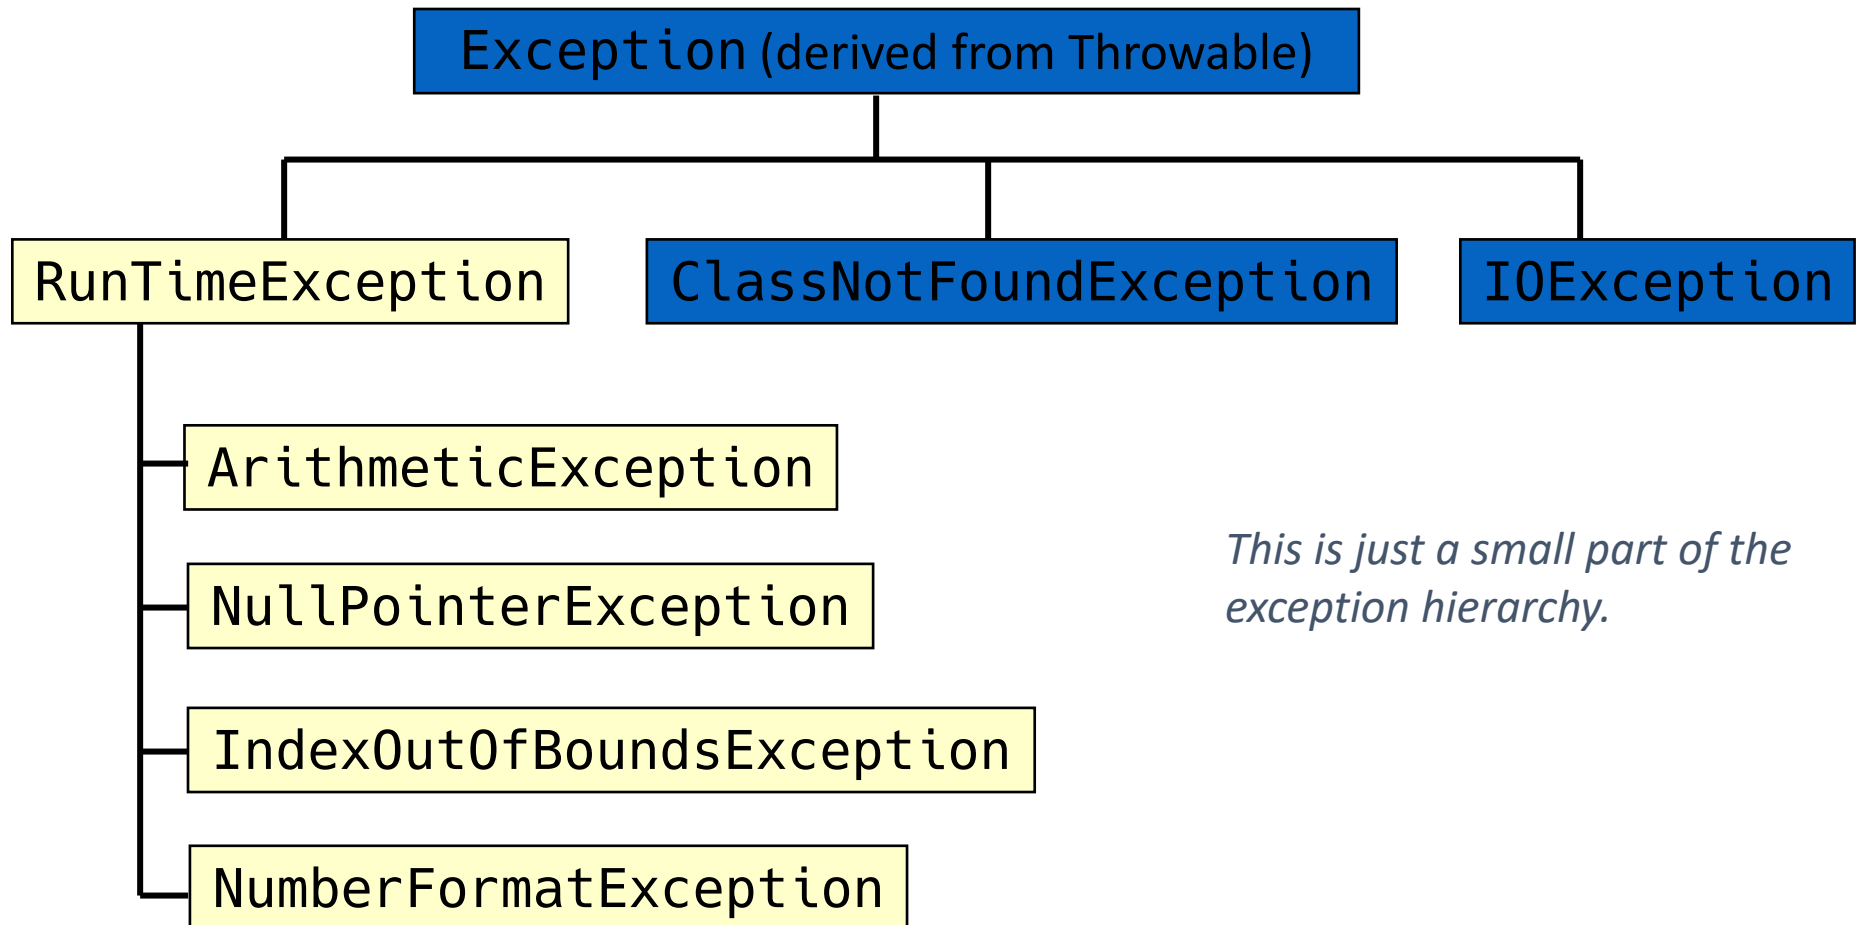 Exception (derived from Throwable)
RunTimeException
ClassNotFoundException
IOException
ArithmeticException
NullPointerException
IndexOutOfBoundsException
NumberFormatException
This is just a small part of the
exception hierarchy.